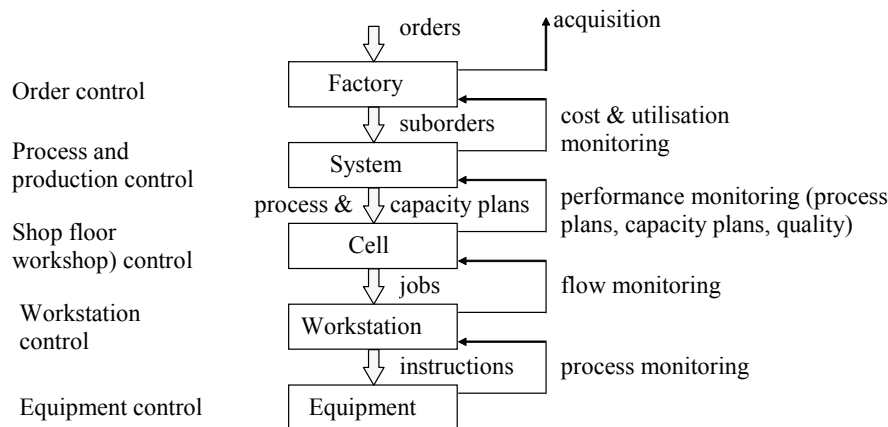 orders
acquisition
Factory
Order control
suborders
cost & utilisation
monitoring
Process and
production control
System
process & capacity plans
performance monitoring (process
plans, capacity plans, quality)
Shop floor
workshop) control
Cell
jobs
flow monitoring
Workstation
control
Workstation
instructions
process monitoring
Equipment control
Equipment